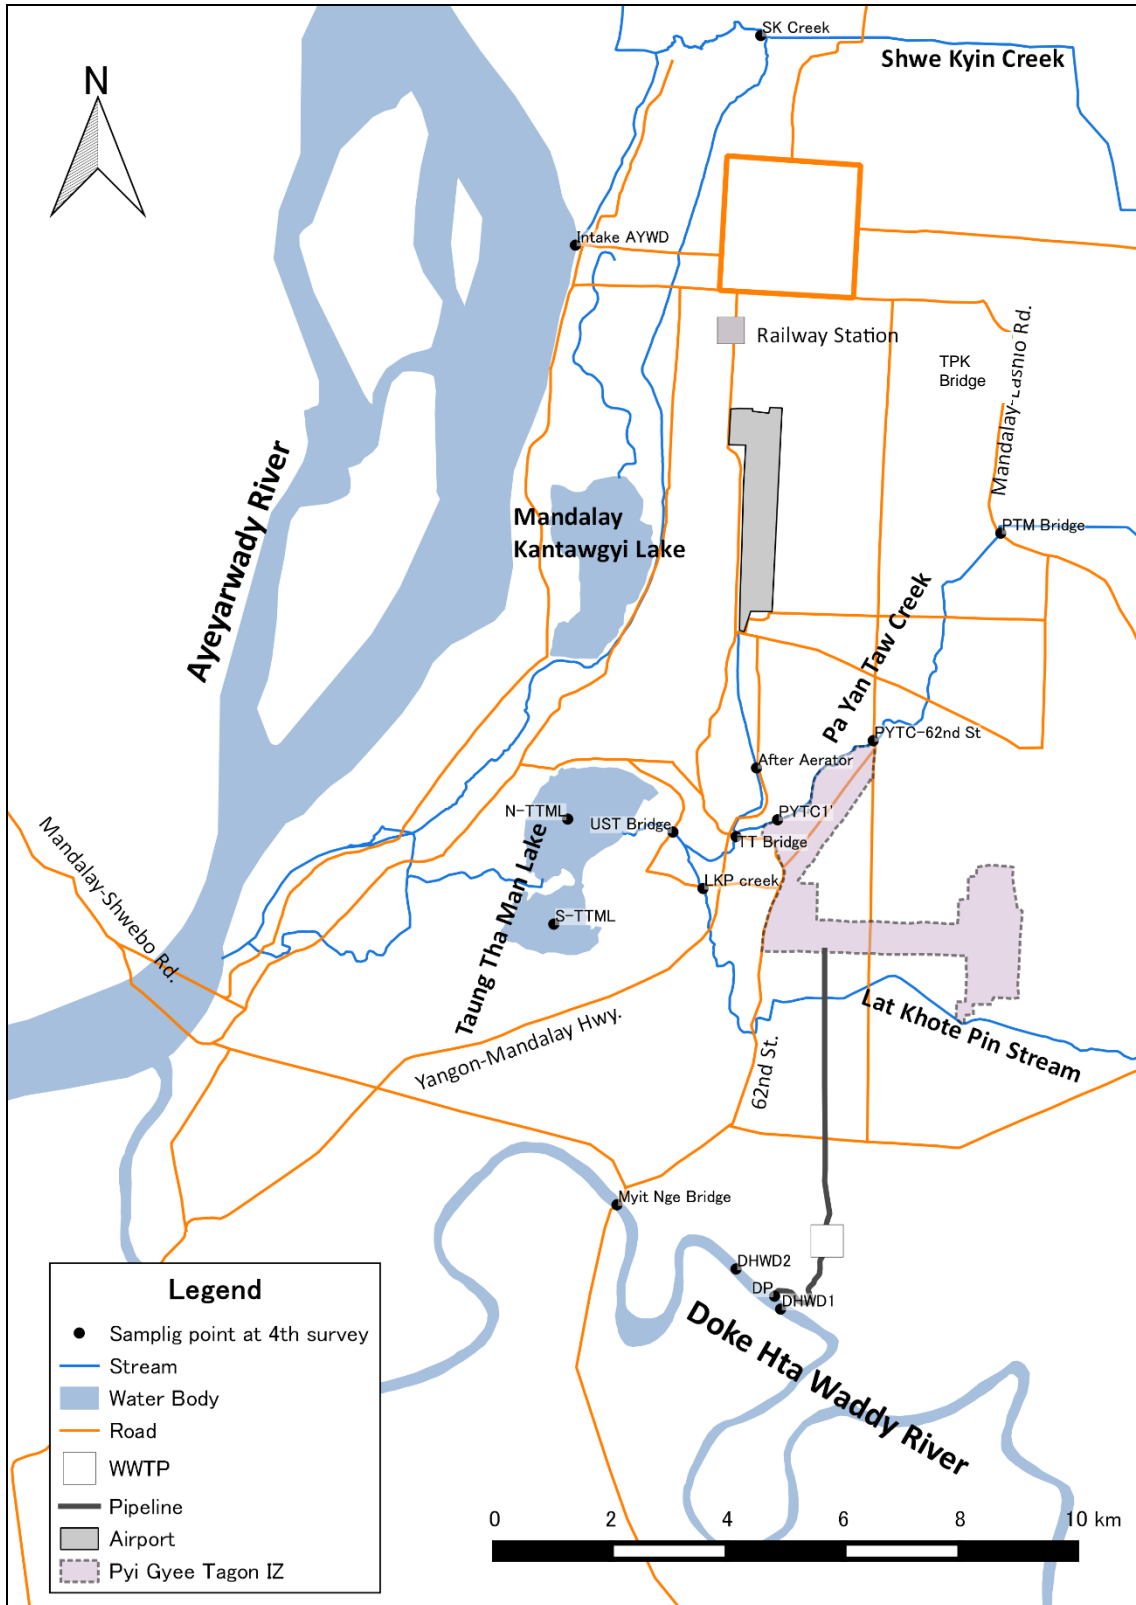 SK Creek
Shwe Kyin Creek
N
Intake AYWD
Railway Station
TPK
Bridge
Mandalay-Lashio Rd.
Ayeyarwady River
Mandalay
Kantawgyi Lake
PTM Bridge
Pa Yan Taw Creek
PYTC-62nd St
After Aerator
N-TTML
UST Bridge
PYTC1'
TT Bridge
Mandalay-Shwebo Rd.
Taung Tha Man Lake
LKP creek
S-TTML
Lat Khote Pin Stream
Yangon-Mandalay Hwy.
62nd St.
Myit Nge Bridge
DHWD2
DP
DHWD1
Doke Hta Waddy River
Legend
Samplig point at 4th survey
Stream
Water Body
Road
WWTP
Pipeline
Airport
Pyi Gyee Tagon IZ
0 2 4 6 8 10 km